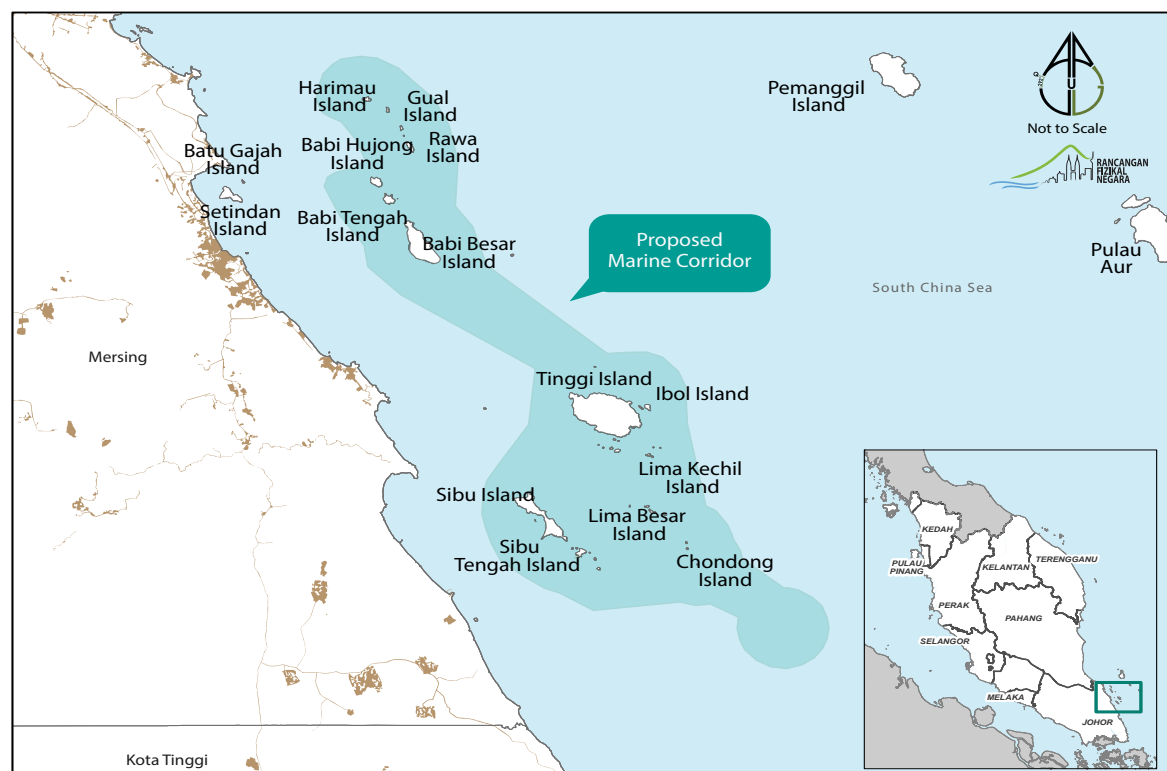 Harimau
Island
Gual
Island
Pemanggil
Island
Not to Scale
RANCANGAN
FIZIKAL
NEGARA
Batu Gajah
Island
Babi Hujong
Island
Rawa
Island
Setindan
Island
Babi Tengah
Island
Babi Besar
Island
Proposed
Marine Corridor
Pulau
Aur
South China Sea
Mersing
Tinggi Island
Ibol Island
Lima Kechil
Island
Sibu Island
Lima Besar
Island
Sibu
Tengah Island
Chondong
Island
Kota Tinggi
KEDAH
PULAU
PINANG
KELANTAN
TERENGGANU
PERAK
PAHANG
SELANGOR
MELAKA
JOHOR